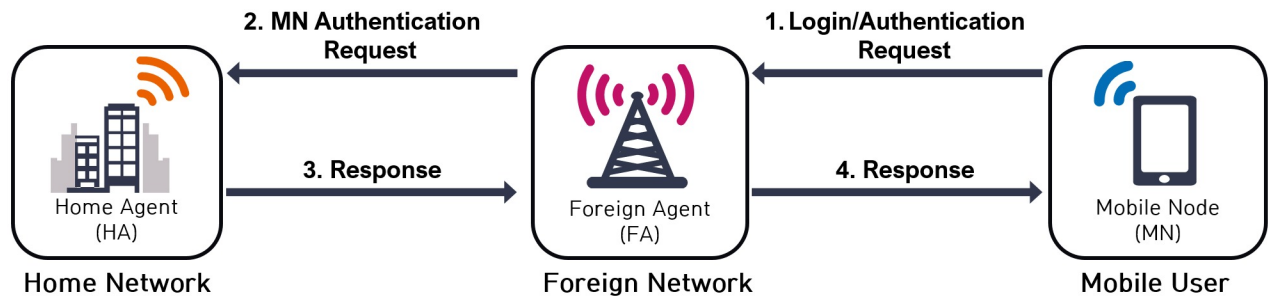 2. MN Authentication
Request
1. Login/Authentication
Request
3. Response
4. Response
Home Agent
(HA)
Foreign Agent
(FA)
Mobile Node
(MN)
Home Network
Foreign Network
Mobile User